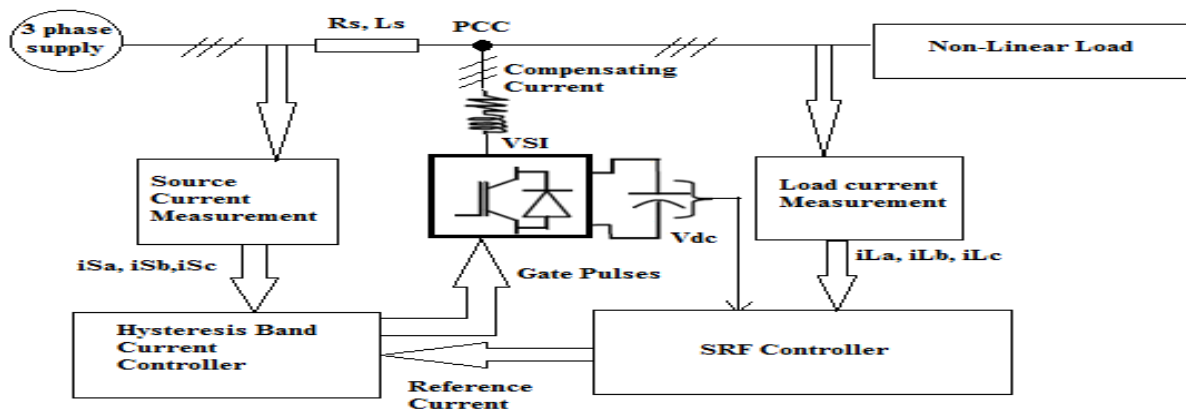 3 phase
supply
Rs, Ls
PCC
Non-Linear Load
Compensating
Current
VSI
Source
Current
Measurement
Load current
Measurement
Vdc
iSa, iSb,iSc
Gate Pulses
iLa, iLb, iLc
Hysteresis Band
Current
Controller
SRF Controller
Reference
Current